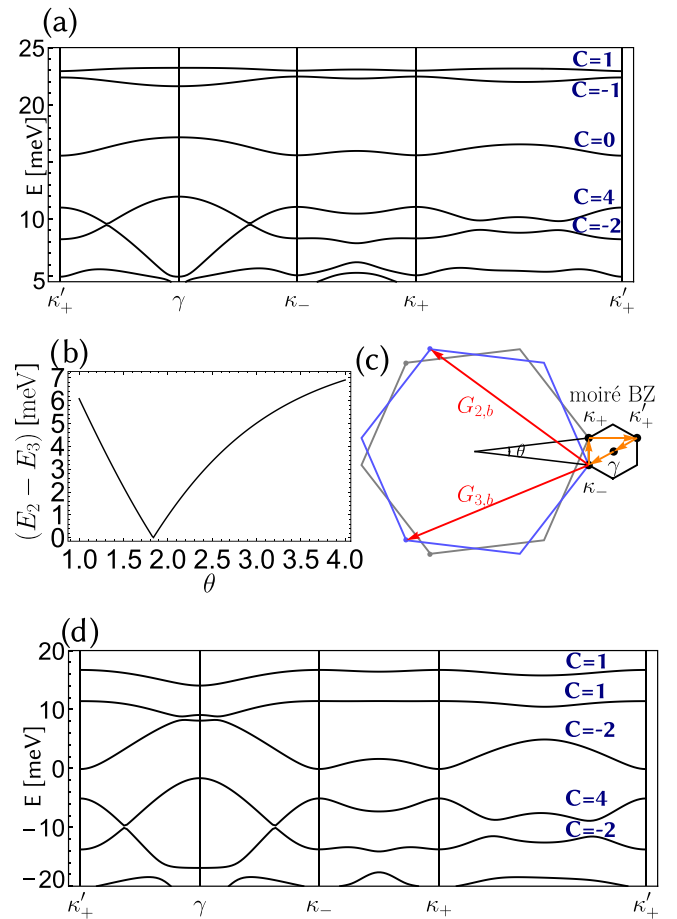 (a)
25
20
15
10
5
E [meV]
C=1
C=-1
C=0
C=4
C=-2
κ′₊ γ κ₋ κ₊ κ′₊
(b)
7
6
5
4
3
2
1
0
(E₂ − E₃) [meV]
1.0 1.5 2.0 2.5 3.0 3.5 4.0
θ
(c)
moiré BZ
κ₊ κ′₊
G₂,b
θ
γ
κ₋
G₃,b
(d)
20
10
0
−10
−20
E [meV]
C=1
C=1
C=-2
C=4
C=-2
κ′₊ γ κ₋ κ₊ κ′₊